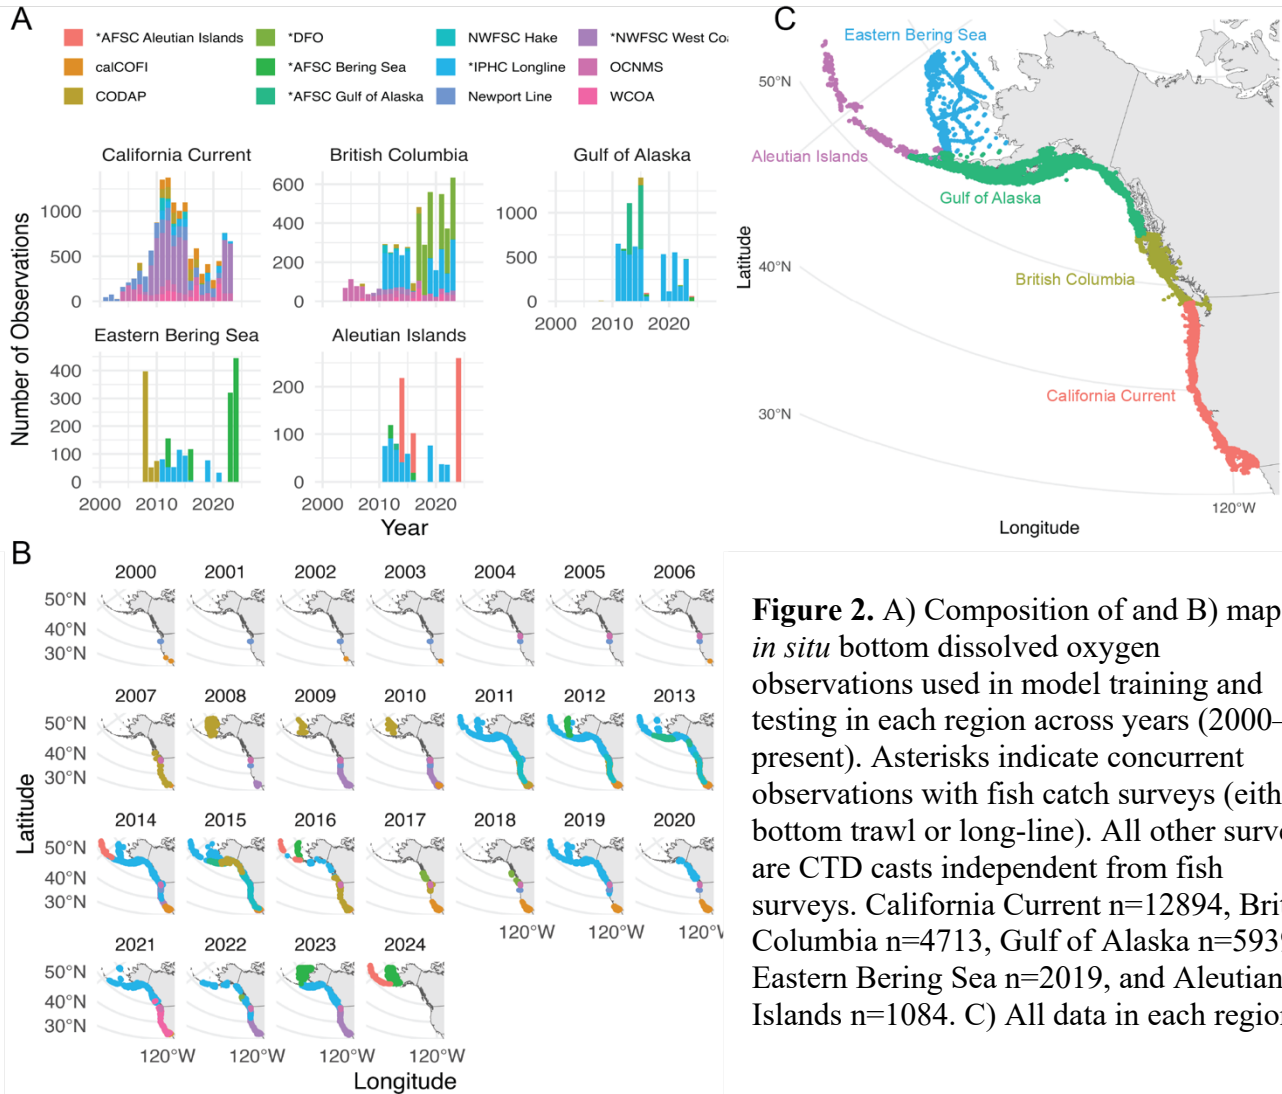 A
*AFSC Aleutian Islands
*DFO
NWFSC Hake
*NWFSC West Coa
calCOFI
*AFSC Bering Sea
*IPHC Longline
OCNMS
CODAP
*AFSC Gulf of Alaska
Newport Line
WCOA
California Current
British Columbia
Gulf of Alaska
1000
500
0
600
400
200
0
1000
500
0
2000 2010 2020
Number of Observations
Eastern Bering Sea
Aleutian Islands
400
300
200
100
0
200
100
0
2000 2010 2020
2000 2010 2020
Year
C
Eastern Bering Sea
50°N
Aleutian Islands
Gulf of Alaska
Latitude
40°N
British Columbia
California Current
30°N
120°W
Longitude
B
2000 2001 2002 2003 2004 2005 2006
50°N
40°N
30°N
2007 2008 2009 2010 2011 2012 2013
50°N
40°N
30°N
Latitude
2014 2015 2016 2017 2018 2019 2020
50°N
40°N
30°N
120°W 120°W 120°W
2021 2022 2023 2024
50°N
40°N
30°N
120°W 120°W 120°W 120°W
Longitude
Figure 2. A) Composition of and B) map
in situ bottom dissolved oxygen
observations used in model training and
testing in each region across years (2000–
present). Asterisks indicate concurrent
observations with fish catch surveys (eith
bottom trawl or long-line). All other surve
are CTD casts independent from fish
surveys. California Current n=12894, Brit
Columbia n=4713, Gulf of Alaska n=5939
Eastern Bering Sea n=2019, and Aleutian
Islands n=1084. C) All data in each region